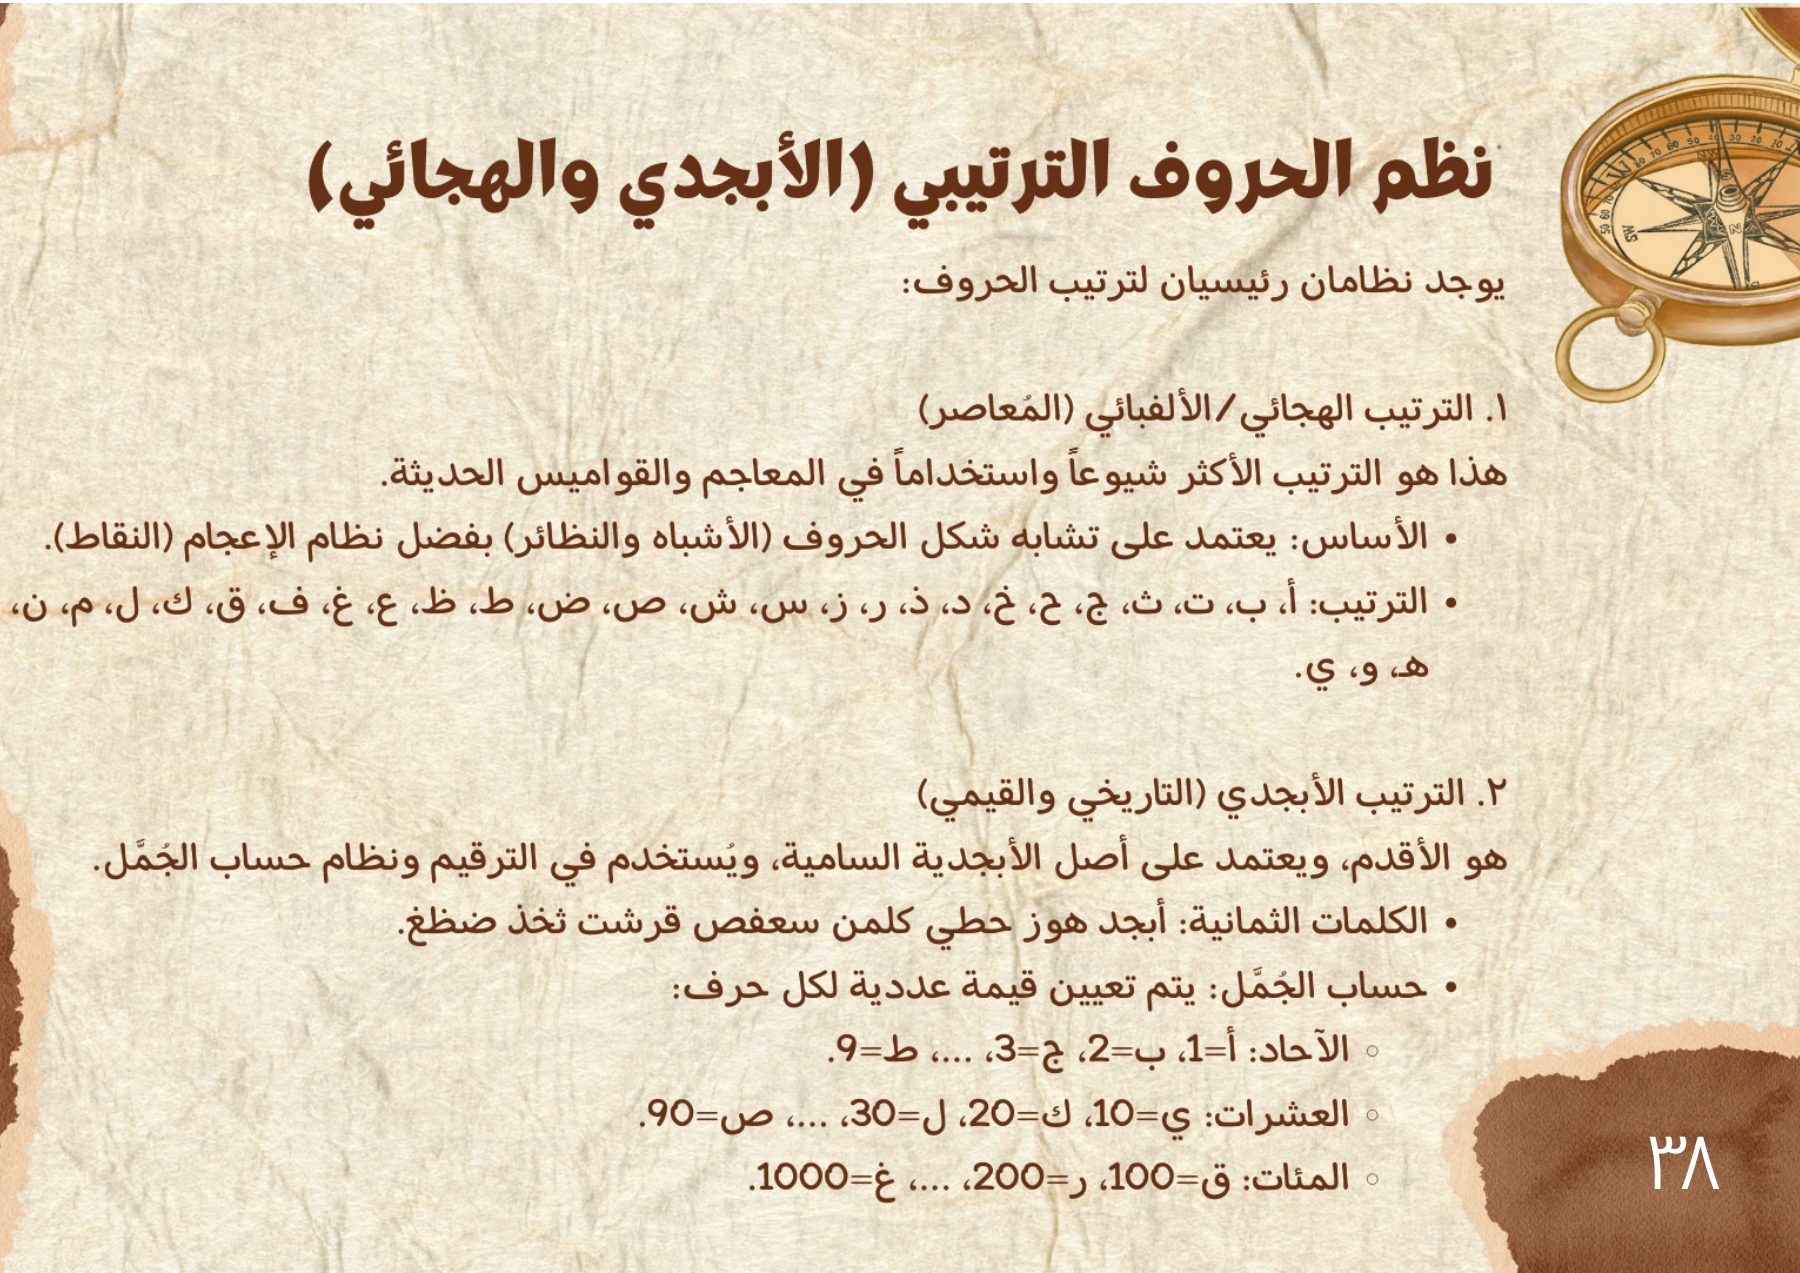 نظم الحروف الترتيبي (الأبجدي والهجائي)
يوجد نظامان رئيسيان لترتيب الحروف:
١. الترتيب الهجائي/الألفبائي (المُعاصر)
هذا هو الترتيب الأكثر شيوعاً واستخداماً في المعاجم والقواميس الحديثة.
• الأساس: يعتمد على تشابه شكل الحروف (الأشباه والنظائر) بفضل نظام الإعجام (النقاط).
• الترتيب: أ، ب، ت، ث، ج، ح، خ، د، ذ، ر، ز، س، ش، ص، ض، ط، ظ، ع، غ، ف، ق، ك، ل، م، ن،
هـ، و، ي.
٢. الترتيب الأبجدي (التاريخي والقيمي)
هو الأقدم، ويعتمد على أصل الأبجدية السامية، ويُستخدم في الترقيم ونظام حساب الجُمَّل.
• الكلمات الثمانية: أبجد هوز حطي كلمن سعفص قرشت ثخذ ضظغ.
• حساب الجُمَّل: يتم تعيين قيمة عددية لكل حرف:
◦ الآحاد: أ=1، ب=2، ج=3، ...، ط=9.
◦ العشرات: ي=10، ك=20، ل=30، ...، ص=90.
◦ المئات: ق=100، ر=200، ...، غ=1000.
٣٨